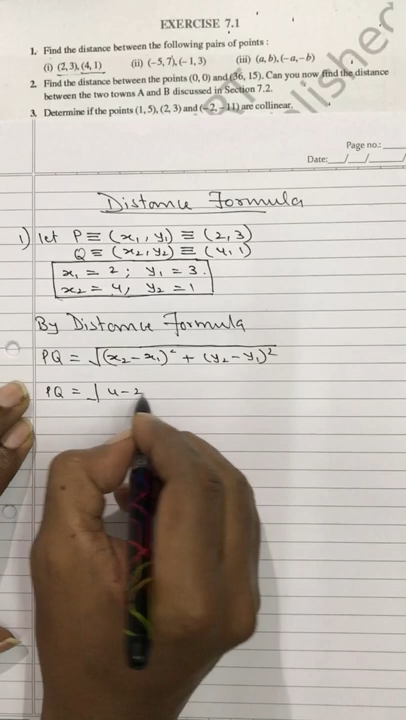 EXERCISE 7.1
1. Find the distance between the following pairs of points :
(i) (2, 3), (4, 1) (ii) (–5, 7), (–1, 3) (iii) (a, b), (–a, –b)
2. Find the distance between the points (0, 0) and (36, 15). Can you now find the distance
between the two towns A and B discussed in Section 7.2.
3. Determine if the points (1, 5), (2, 3) and (–2, –11) are collinear.
Page no.:
Date: / /
Distance Formula
1) let P ≡ (x₁, y₁) ≡ (2, 3)
Q ≡ (x₂, y₂) ≡ (4, 1)
x₁ = 2 ; y₁ = 3.
x₂ = 4, y₂ = 1
By Distance Formula
PQ = √(x₂ – x₁)² + (y₂ – y₁)²
PQ = √ 4 – 2